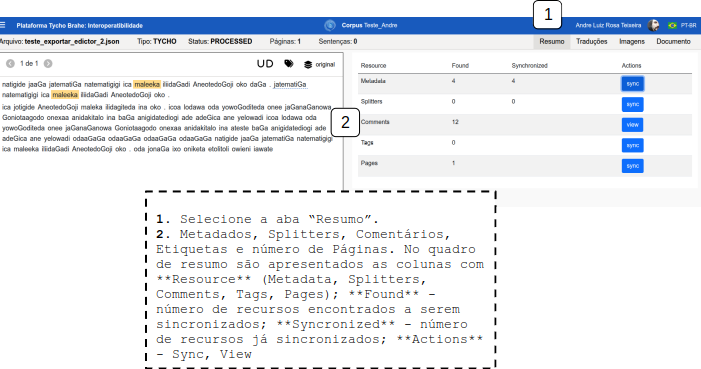 1
Plataforma Tycho Brahe: Interoperatibilidade
Corpus Teste_Andre
Andre Luiz Rosa Teixeira
PT-BR
Arquivo: teste_exportar_edictor_2.json Tipo: TYCHO Status: PROCESSED Páginas: 1 Sentenças: 0
Resumo Traduções Imagens Documento
1 de 1
UD
original
natigide jaaGa jatematiGa natematigigi ica maleeka iliidaGadi AneotedoGoji oko daGa . jatematiGa
natematigigi ica maleeka iliidaGadi AneotedoGoji oko .
ica jotigide AneotedoGoji maleka ilidagiteda ina oko . icoa lodawa oda yowoGoditeda onee jaGanaGanowa
Goniotaagodo onexaa anidakitalo ina baGa anigidatediogi ade adeGica ane yelowadi icoa lodawa oda
yowoGoditeda onee jaGanaGanowa Goniotaagodo onexaa anidakitalo ina ateste baGa anigidatediogi ade
adeGica ane yelowadi odaaGaGa odaaGaGa odaaGaGa odaaGaGa natigide jaaGa jatematiGa natematigigi
ica maleeka iliidaGadi AneotedoGoji oko . oda jonaGa ixo oniketa etolitoli owieni iawate
2
Resource Found Synchronized Actions
Metadata 4 4 sync
Splitters 0 0 sync
Comments 12 view
Tags 0 sync
Pages 1 sync
1. Selecione a aba “Resumo”.
2. Metadados, Splitters, Comentários,
Etiquetas e número de Páginas. No quadro
de resumo são apresentados as colunas com
**Resource** (Metadata, Splitters,
Comments, Tags, Pages); **Found** -
número de recursos encontrados a serem
sincronizados; **Syncronized** - número
de recursos já sincronizados; **Actions**
- Sync, View